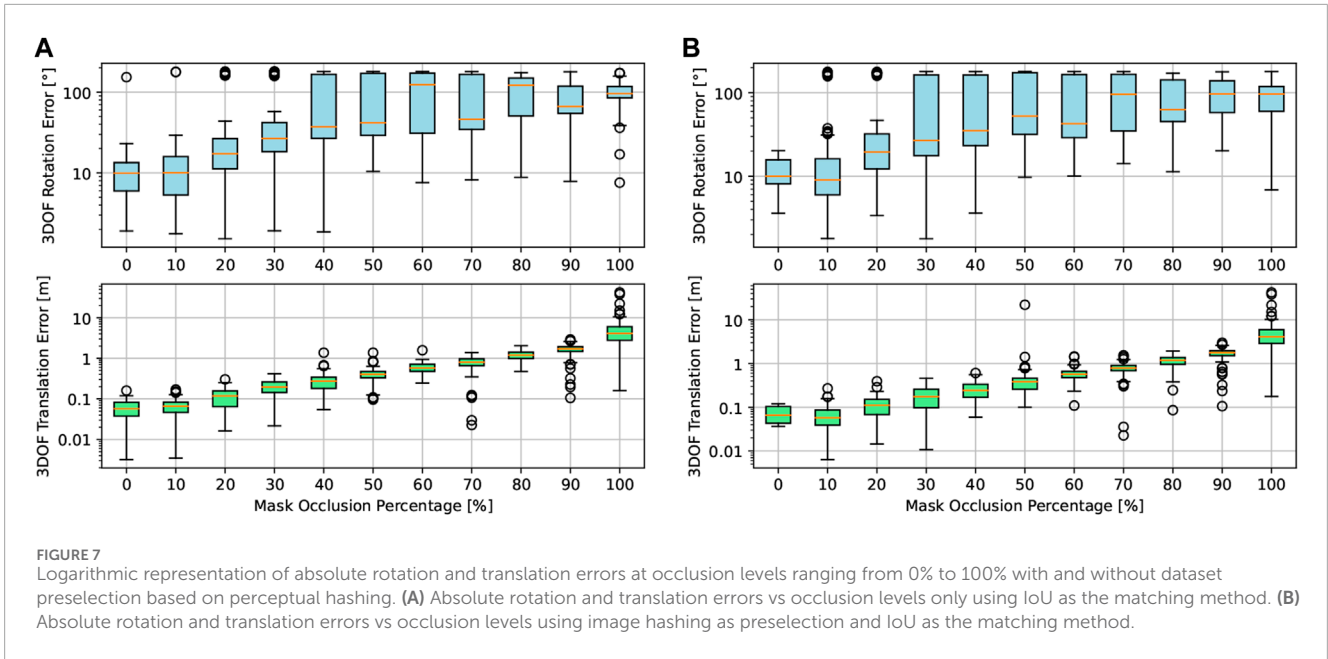 A
3DOF Rotation Error [°]
100
10
0 10 20 30 40 50 60 70 80 90 100
3DOF Translation Error [m]
10
1
0.1
0.01
0 10 20 30 40 50 60 70 80 90 100
Mask Occlusion Percentage [%]
B
3DOF Rotation Error [°]
100
10
0 10 20 30 40 50 60 70 80 90 100
3DOF Translation Error [m]
10
1
0.1
0.01
0 10 20 30 40 50 60 70 80 90 100
Mask Occlusion Percentage [%]
FIGURE 7
Logarithmic representation of absolute rotation and translation errors at occlusion levels ranging from 0% to 100% with and without dataset
preselection based on perceptual hashing. (A) Absolute rotation and translation errors vs occlusion levels only using IoU as the matching method. (B)
Absolute rotation and translation errors vs occlusion levels using image hashing as preselection and IoU as the matching method.